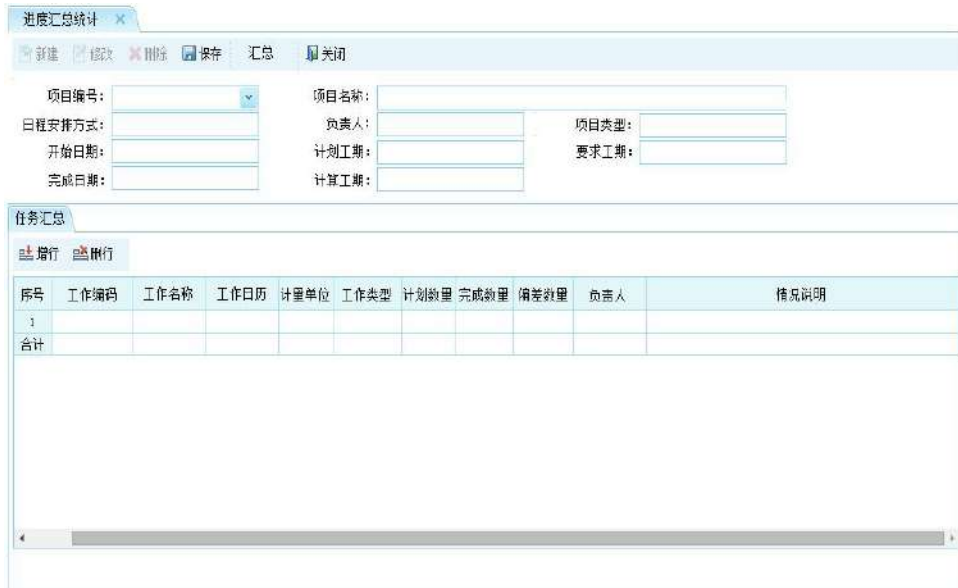 进度汇总统计 ×
新建 修改 删除 保存 汇总 关闭
项目编号: 项目名称:
日程安排方式: 负责人: 项目类型:
开始日期: 计划工期: 要求工期:
完成日期: 计算工期:
任务汇总
增行 删行
序号 工作编码 工作名称 工作日历 计量单位 工作类型 计划数量 完成数量 偏差数量 负责人 情况说明
1
合计